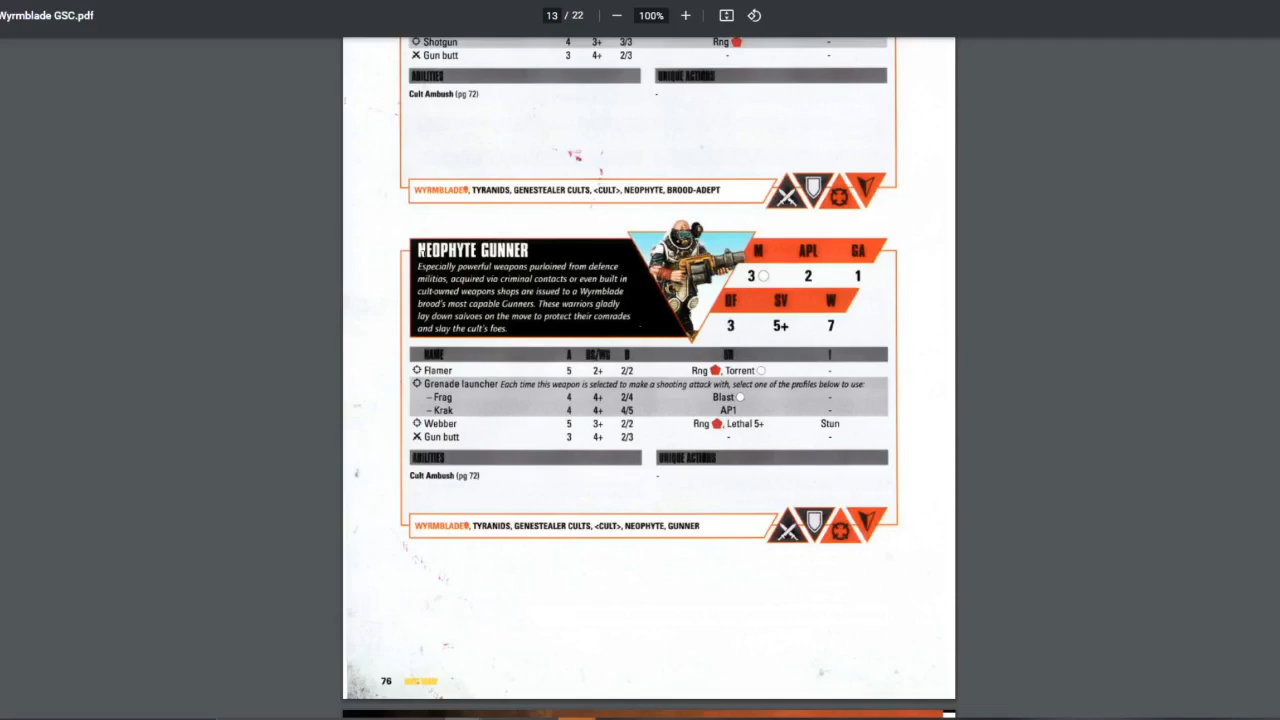 Wyrmblade GSC.pdf
13 / 22
100%
Shotgun 4 3+ 3/3 Rng -
Gun butt 3 4+ 2/3 - -
ABILITIES UNIQUE ACTIONS
Cult Ambush (pg 72) -
WYRMBLADE, TYRANIDS, GENESTEALER CULTS, <CULT>, NEOPHYTE, BROOD-ADEPT
NEOPHYTE GUNNER
Especially powerful weapons purloined from defence
militias, acquired via criminal contacts or even built in
cult-owned weapons shops are issued to a Wyrmblade
brood's most capable Gunners. These warriors gladly
lay down salvoes on the move to protect their comrades
and slay the cult's foes.
M APL GA
3 2 1
DF SV W
3 5+ 7
NAME A BS/WS D SR !
Flamer 5 2+ 2/2 Rng , Torrent -
Grenade launcher Each time this weapon is selected to make a shooting attack with, select one of the profiles below to use:
– Frag 4 4+ 2/4 Blast -
– Krak 4 4+ 4/5 AP1 -
Webber 5 3+ 2/2 Rng , Lethal 5+ Stun
Gun butt 3 4+ 2/3 - -
ABILITIES UNIQUE ACTIONS
Cult Ambush (pg 72) -
WYRMBLADE, TYRANIDS, GENESTEALER CULTS, <CULT>, NEOPHYTE, GUNNER
76